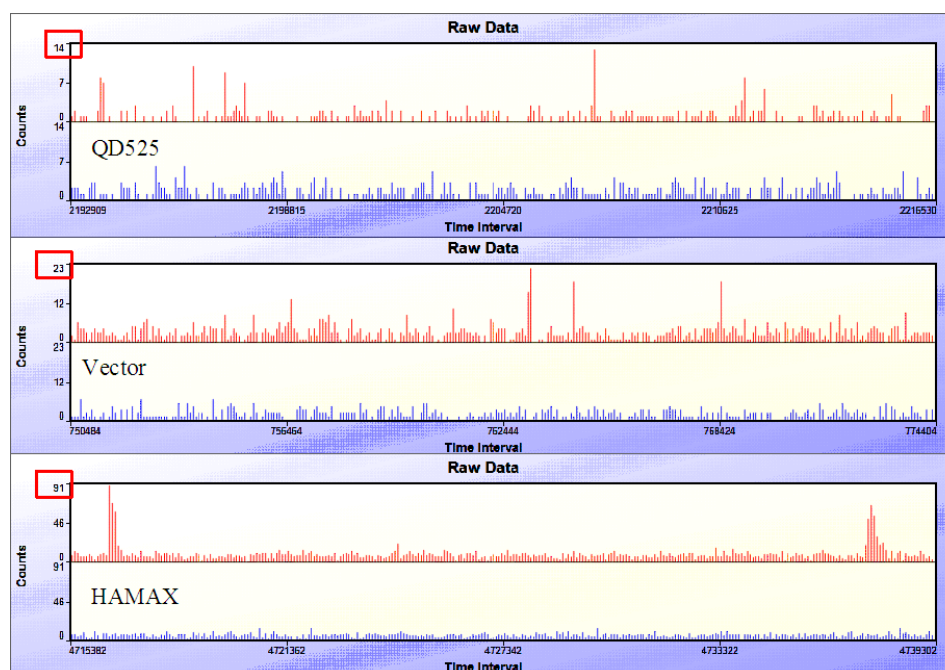 Raw Data
14
7
0
Counts
14
7
0
QD525
2192909 2198815 2204720 2210625 2216530
Time Interval
Raw Data
23
12
0
Counts
23
12
0
Vector
750484 756464 762444 768424 774404
Time Interval
Raw Data
91
46
0
Counts
91
46
0
HAMAX
4715382 4721362 4727342 4733322 4739302
Time Interval